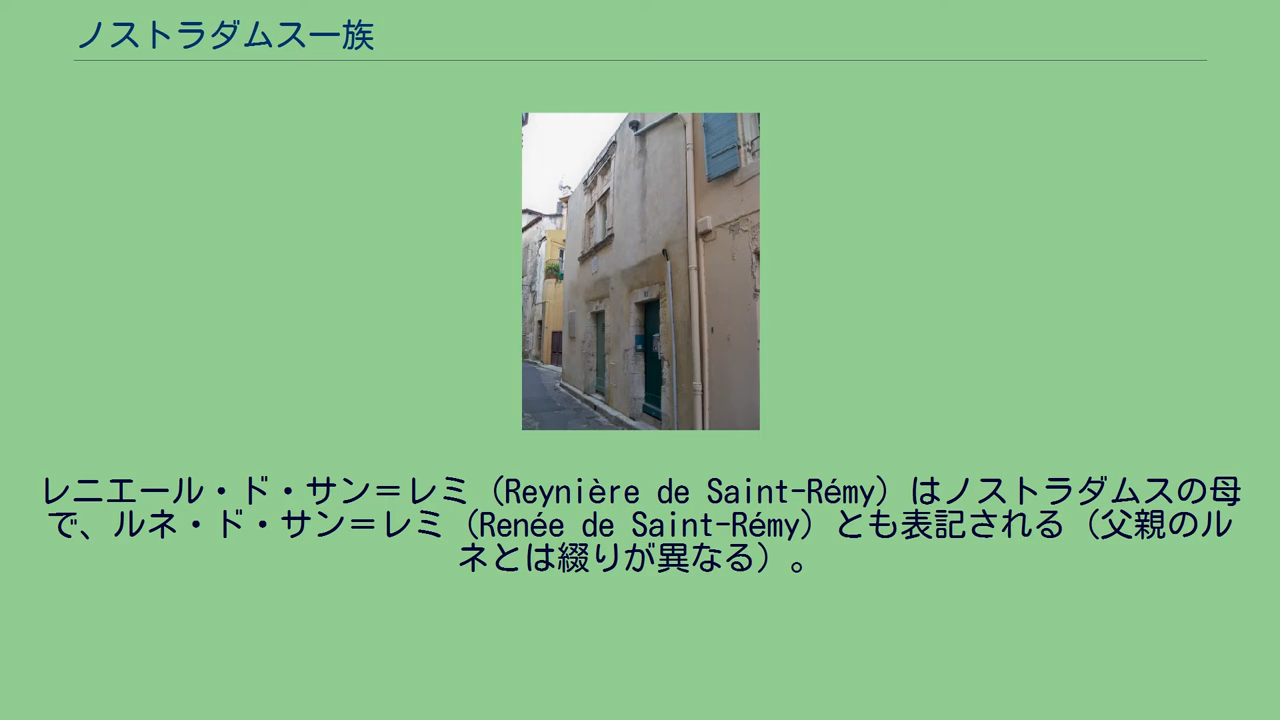 ノストラダムス一族
レニエール・ド・サン＝レミ（Reynière de Saint-Rémy）はノストラダムスの母
で、ルネ・ド・サン＝レミ（Renée de Saint-Rémy）とも表記される（父親のル
ネとは綴りが異なる）。